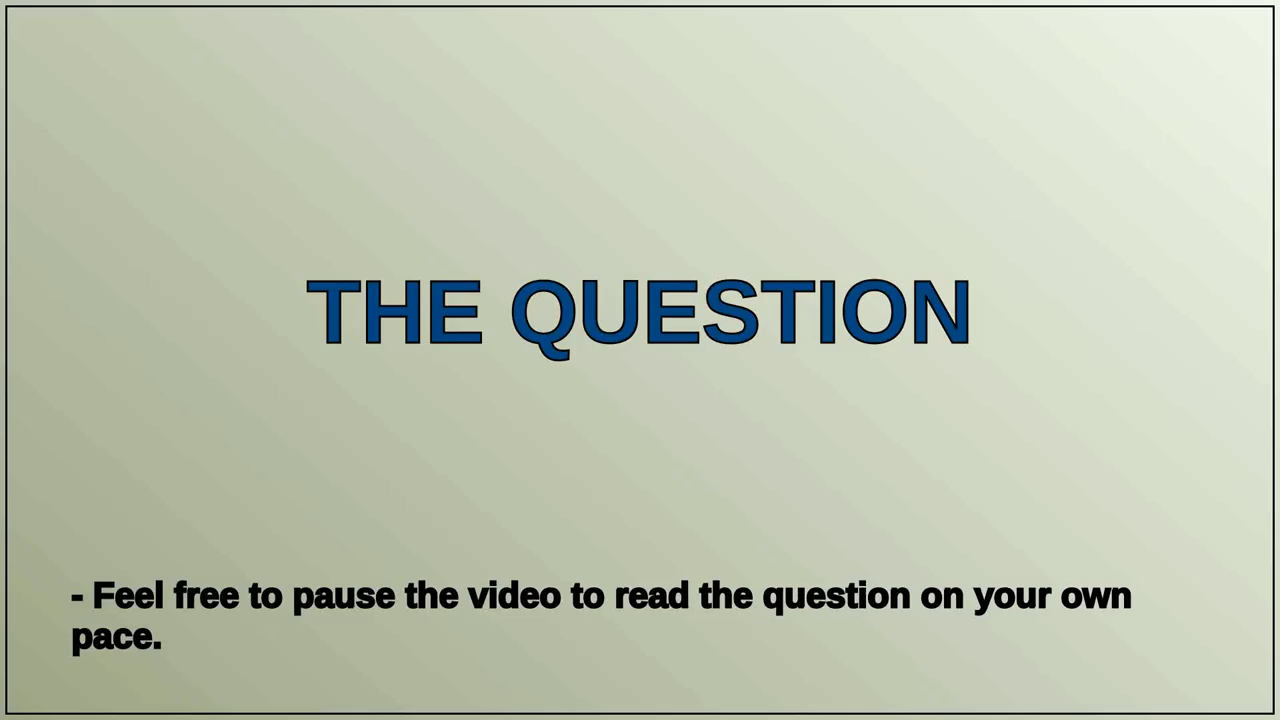 THE QUESTION
- Feel free to pause the video to read the question on your own
pace.